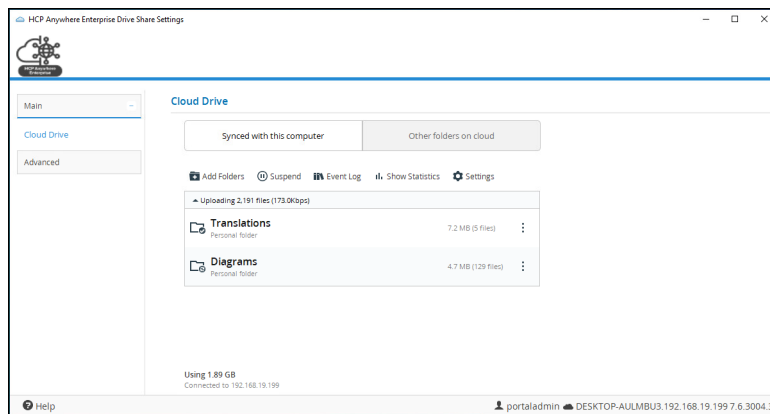 HCP Anywhere Enterprise Drive Share Settings
HCP Anywhere
Enterprise
Main
Cloud Drive
Advanced
Cloud Drive
Synced with this computer
Other folders on cloud
Add Folders Suspend Event Log Show Statistics Settings
Uploading 2,191 files (173.0Kbps)
Translations
Personal folder
7.2 MB (5 files)
Diagrams
Personal folder
4.7 MB (129 files)
Using 1.89 GB
Connected to 192.168.19.199
Help
portaladmin DESKTOP-AULMBU3.192.168.19.199 7.6.3004.